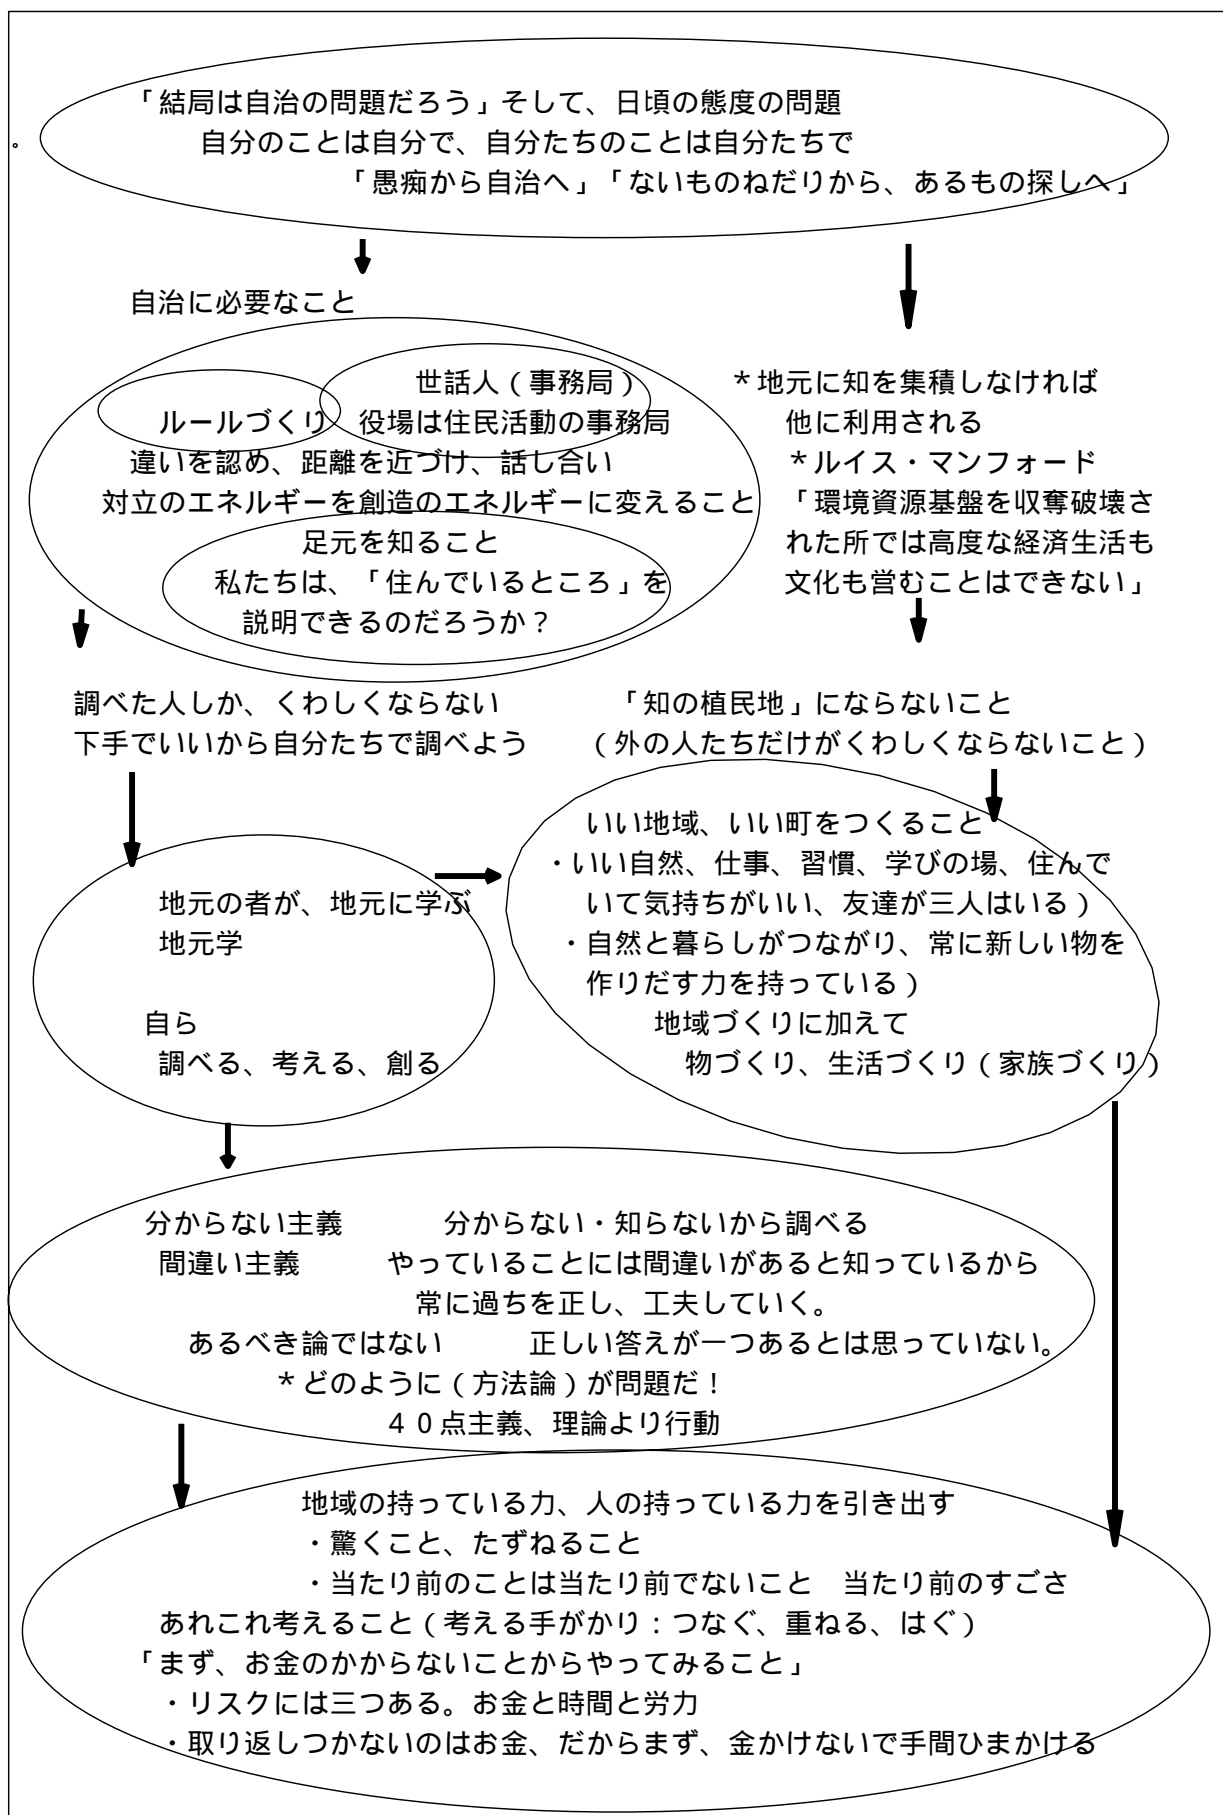 「結局は自治の問題だろう」そして、日頃の態度の問題
。
自分のことは自分で、自分たちのことは自分たちで
「愚痴から自治へ」「ないものねだりから、あるもの探しへ」
自治に必要なこと
世話人（事務局）
ルールづくり
役場は住民活動の事務局
違いを認め、距離を近づけ、話し合い
対立のエネルギーを創造のエネルギーに変えること
足元を知ること
私たちは、「住んでいるところ」を
説明できるのだろうか？
＊地元に知を集積しなければ
他に利用される
＊ルイス・マンフォード
「環境資源基盤を収奪破壊さ
れた所では高度な経済生活も
文化も営むことはできない」
調べた人しか、くわしくならない
下手でいいから自分たちで調べよう
「知の植民地」にならないこと
（外の人たちだけがくわしくならないこと）
地元の者が、地元に学ぶ
地元学
自ら
調べる、考える、創る
いい地域、いい町をつくること
・いい自然、仕事、習慣、学びの場、住んで
いて気持ちがいい、友達が三人はいる）
・自然と暮らしがつながり、常に新しい物を
作りだす力を持っている）
地域づくりに加えて
物づくり、生活づくり（家族づくり）
分からない主義　分からない・知らないから調べる
間違い主義　やっていることには間違いがあると知っているから
常に過ちを正し、工夫していく。
あるべき論ではない　正しい答えが一つあるとは思っていない。
＊どのように（方法論）が問題だ！
４０点主義、理論より行動
地域の持っている力、人の持っている力を引き出す
・驚くこと、たずねること
・当たり前のことは当たり前でないこと　当たり前のすごさ
あれこれ考えること（考える手がかり：つなぐ、重ねる、はぐ）
「まず、お金のかからないことからやってみること」
・リスクには三つある。お金と時間と労力
・取り返しつかないのはお金、だからまず、金かけないで手間ひまかける